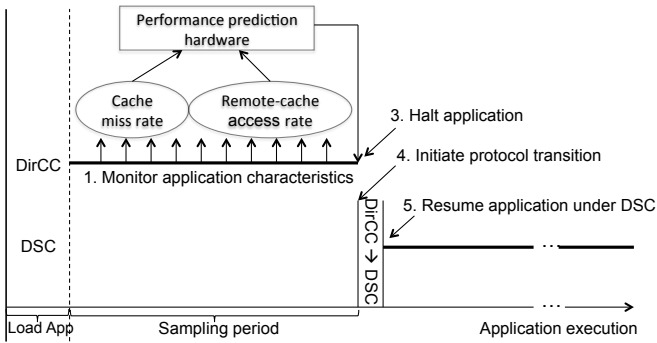 Performance prediction
hardware
Cache
miss rate
Remote-cache
access rate
3. Halt application
4. Initiate protocol transition
DirCC
1. Monitor application characteristics
5. Resume application under DSC
DirCC → DSC
DSC
...
...
Load App
Sampling period
Application execution